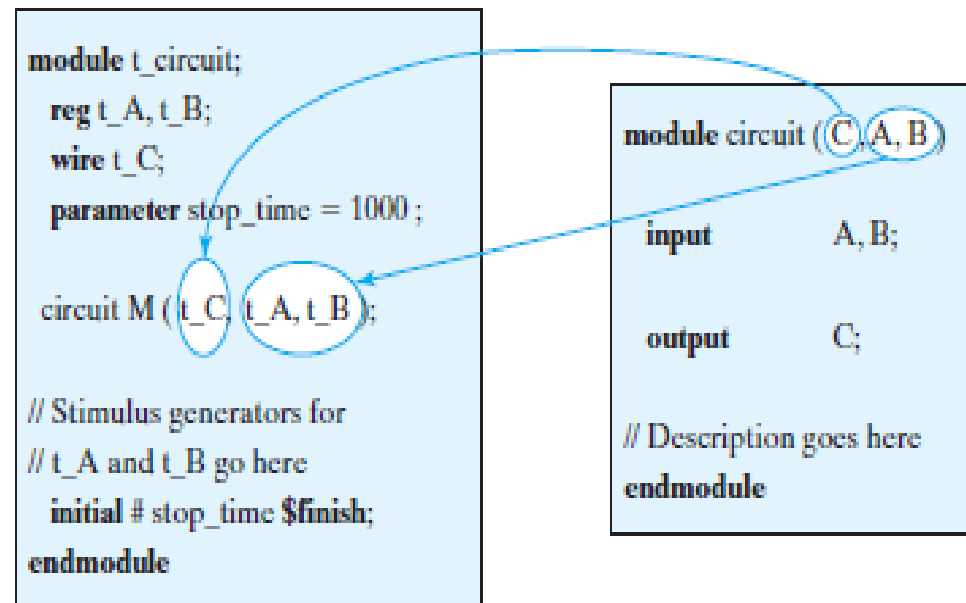 module t_circuit;
reg t_A, t_B;
wire t_C;
parameter stop_time = 1000 ;
circuit M ( t_C, t_A, t_B );
// Stimulus generators for
// t_A and t_B go here
initial # stop_time $finish;
endmodule
module circuit ( C, A, B )
input A, B;
output C;
// Description goes here
endmodule